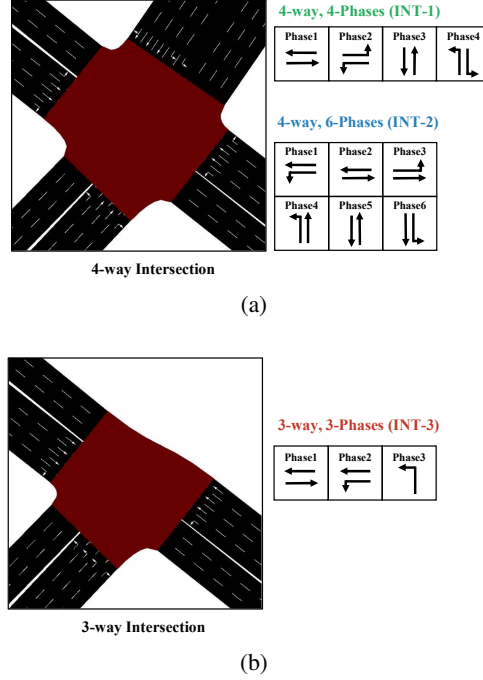 4-way, 4-Phases (INT-1)
Phase1 Phase2 Phase3 Phase4
4-way, 6-Phases (INT-2)
Phase1 Phase2 Phase3
Phase4 Phase5 Phase6
4-way Intersection
(a)
3-way, 3-Phases (INT-3)
Phase1 Phase2 Phase3
3-way Intersection
(b)